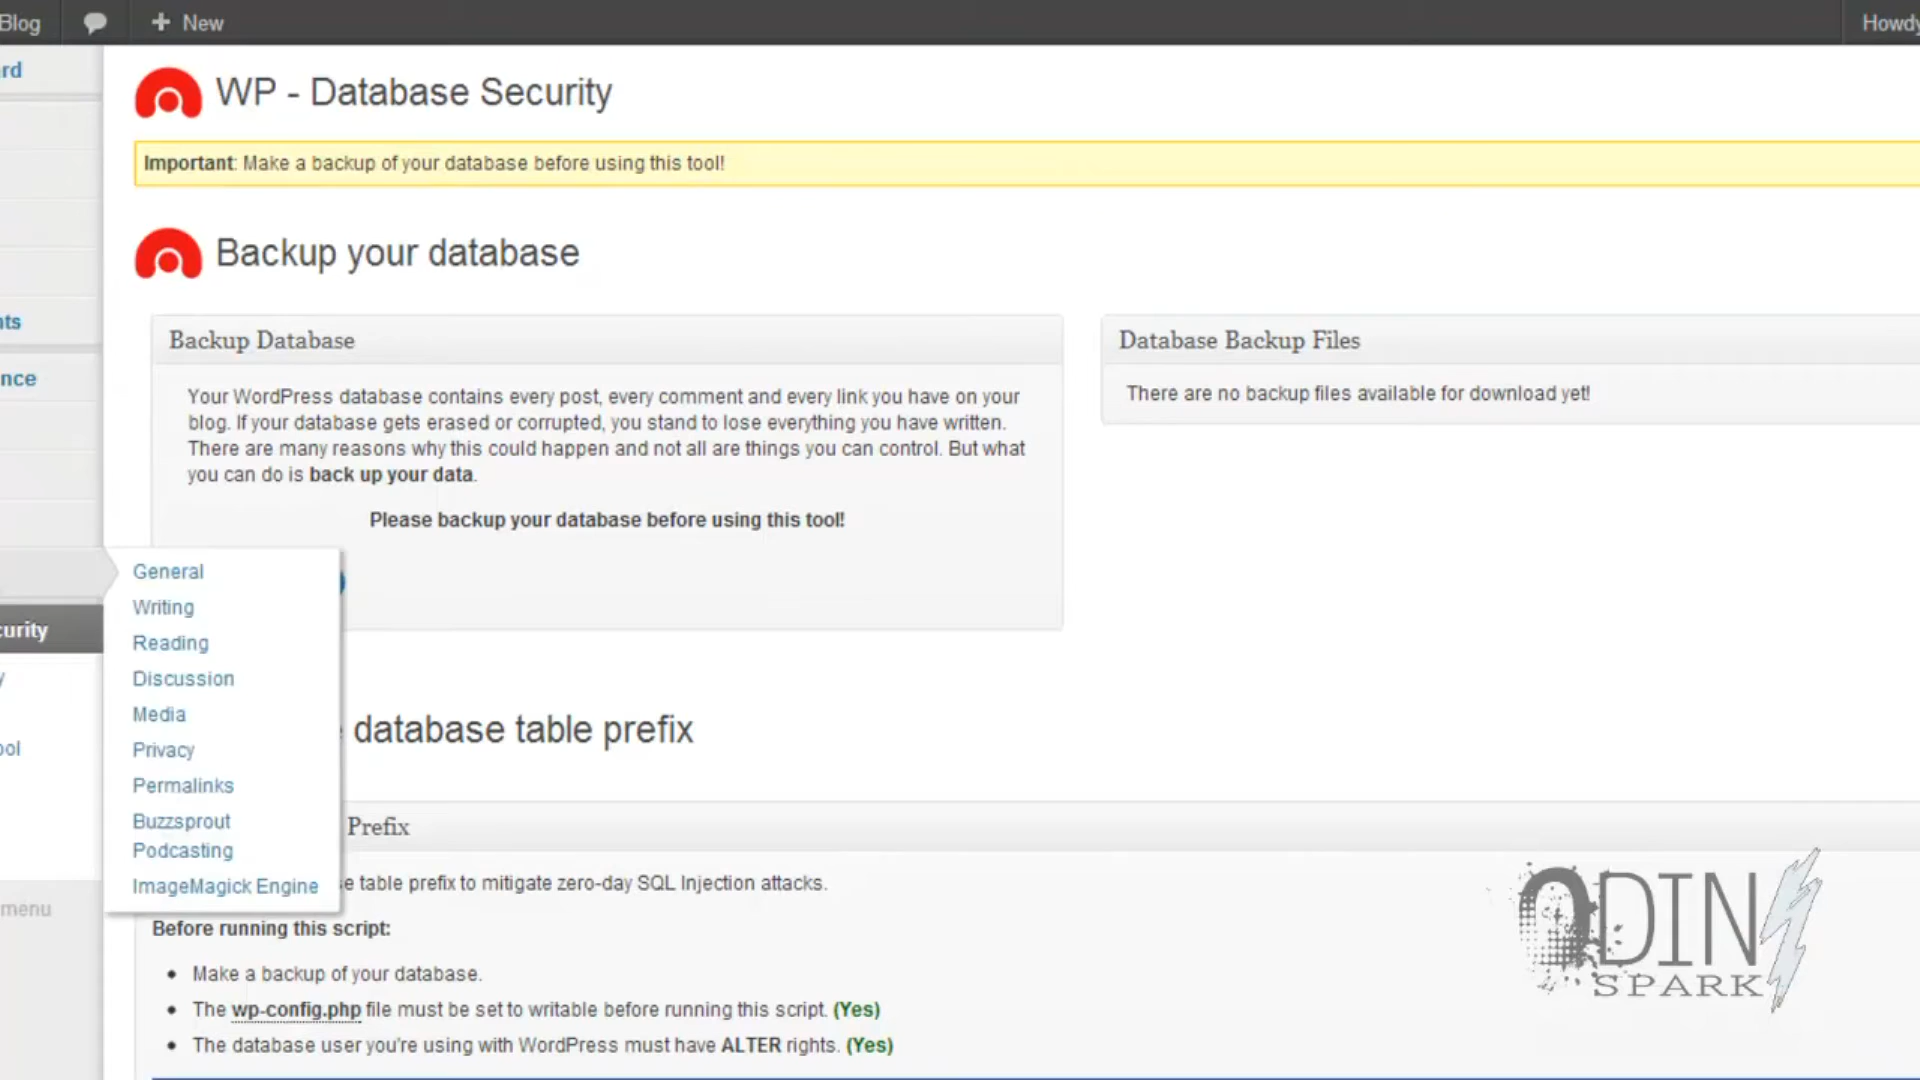 Blog
New
Howdy
rd
WP - Database Security
Important: Make a backup of your database before using this tool!
Backup your database
nts
nce
Backup Database
Your WordPress database contains every post, every comment and every link you have on your
blog. If your database gets erased or corrupted, you stand to lose everything you have written.
There are many reasons why this could happen and not all are things you can control. But what
you can do is back up your data.
Please backup your database before using this tool!
Database Backup Files
There are no backup files available for download yet!
curity
y
ool
menu
General
Writing
Reading
Discussion
Media
Privacy
Permalinks
Buzzsprout
Podcasting
ImageMagick Engine
database table prefix
Prefix
e table prefix to mitigate zero-day SQL Injection attacks.
Before running this script:
• Make a backup of your database.
• The wp-config.php file must be set to writable before running this script. (Yes)
• The database user you're using with WordPress must have ALTER rights. (Yes)
ODIN
SPARK